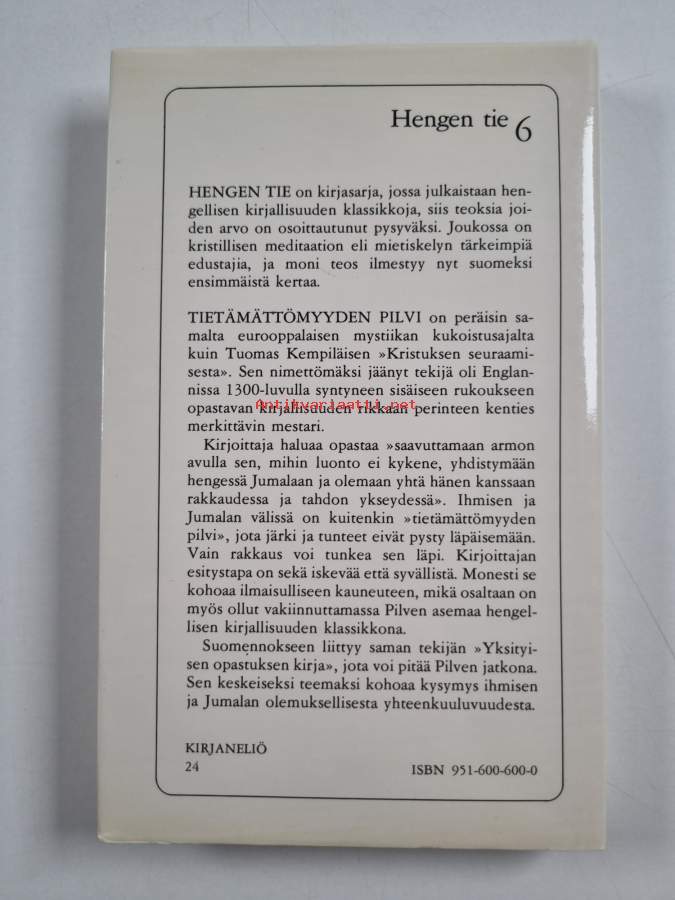 Hengen tie 6
HENGEN TIE on kirjasarja, jossa julkaistaan hen-
gellisen kirjallisuuden klassikkoja, siis teoksia joi-
den arvo on osoittautunut pysyväksi. Joukossa on
kristillisen meditaation eli mietiskelyn tärkeimpiä
edustajia, ja moni teos ilmestyy nyt suomeksi
ensimmäistä kertaa.
TIETÄMÄTTÖMYYDEN PILVI on peräisin sa-
malta eurooppalaisen mystiikan kukoistusajalta
kuin Tuomas Kempiläisen »Kristuksen seuraami-
sesta». Sen nimettömäksi jäänyt tekijä oli Englan-
nissa 1300-luvulla syntyneen sisäiseen rukoukseen
Antikvariaatti.net
opastavan kirjallisuuden rikkaan perinteen kenties
merkittävin mestari.
Kirjoittaja haluaa opastaa »saavuttamaan armon
avulla sen, mihin luonto ei kykene, yhdistymään
hengessä Jumalaan ja olemaan yhtä hänen kanssaan
rakkaudessa ja tahdon ykseydessä». Ihmisen ja
Jumalan välissä on kuitenkin »tietämättömyyden
pilvi», jota järki ja tunteet eivät pysty läpäisemään.
Vain rakkaus voi tunkea sen läpi. Kirjoittajan
esitystapa on sekä iskevää että syvällistä. Monesti se
kohoaa ilmaisulliseen kauneuteen, mikä osaltaan on
myös ollut vakiinnuttamassa Pilven asemaa hengel-
lisen kirjallisuuden klassikkona.
Suomennokseen liittyy saman tekijän »Yksityi-
sen opastuksen kirja», jota voi pitää Pilven jatkona.
Sen keskeiseksi teemaksi kohoaa kysymys ihmisen
ja Jumalan olemuksellisesta yhteenkuuluvuudesta.
KIRJANELIÖ
24 ISBN 951-600-600-0